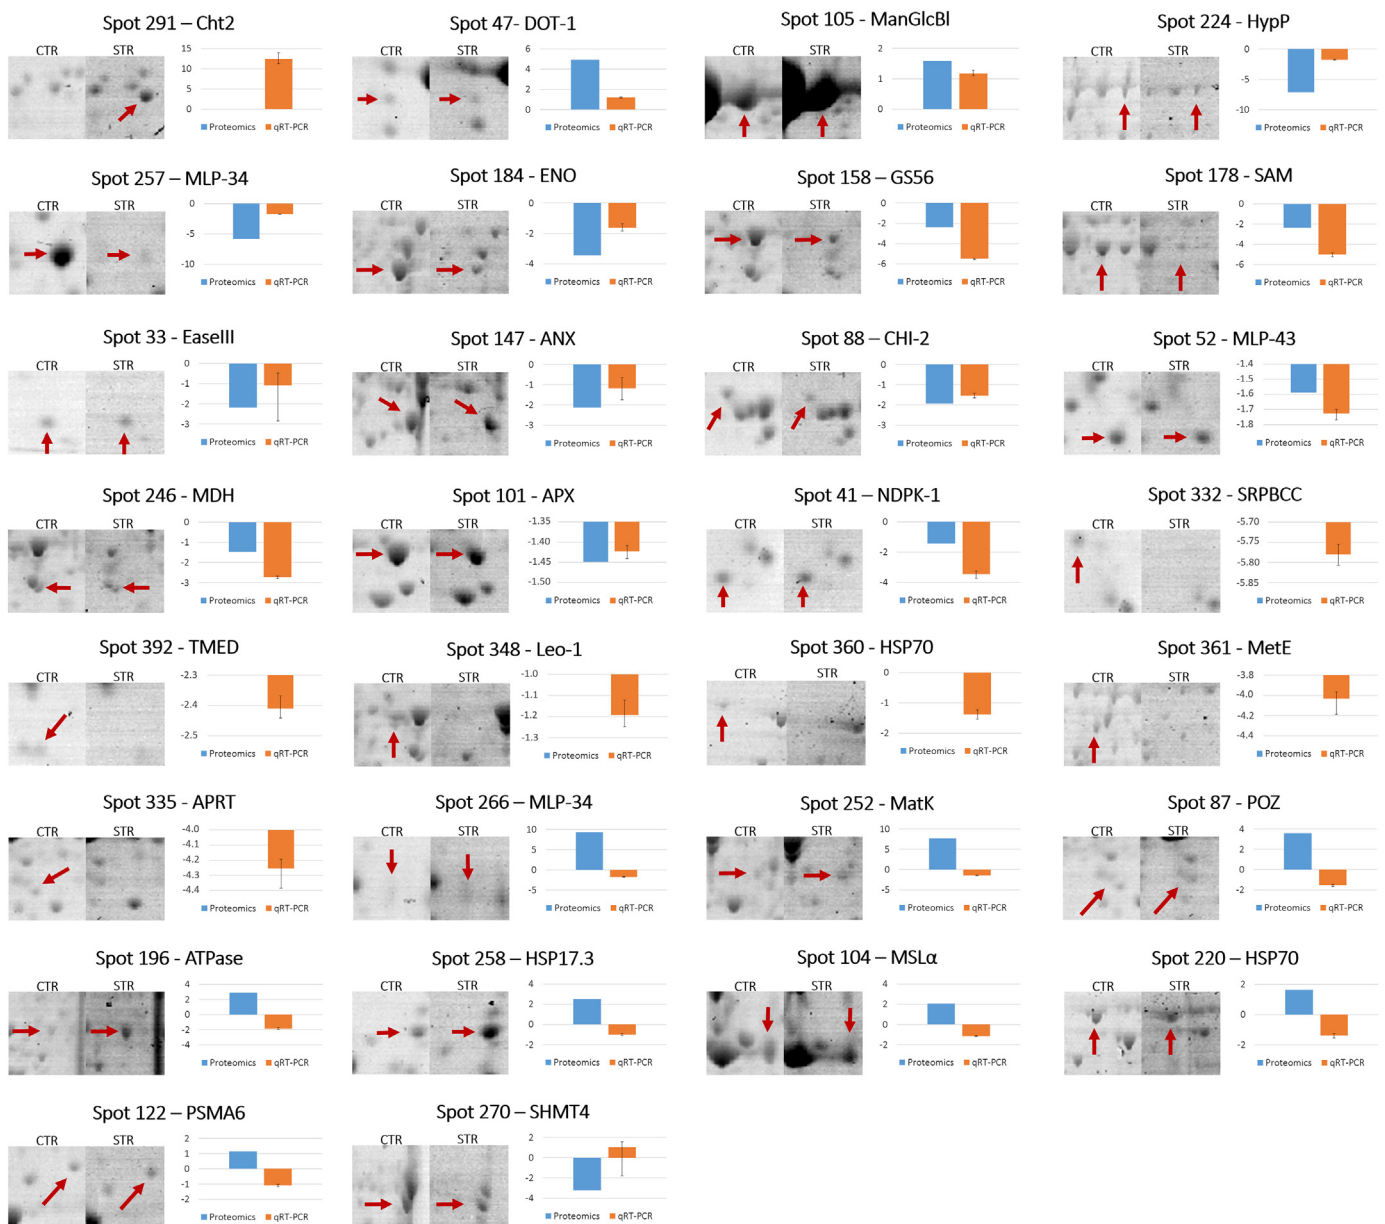 Spot 291 – Cht2
CTR STR
15
10
5
0
Proteomics qRT-PCR
Spot 47- DOT-1
CTR STR
6
4
2
0
Proteomics qRT-PCR
Spot 105 - ManGlcBl
CTR STR
2
1
0
Proteomics qRT-PCR
Spot 224 - HypP
CTR STR
0
-5
-10
Proteomics qRT-PCR
Spot 257 – MLP-34
CTR STR
0
-5
-10
Proteomics qRT-PCR
Spot 184 - ENO
CTR STR
0
-2
-4
Proteomics qRT-PCR
Spot 158 – GS56
CTR STR
0
-2
-4
-6
Proteomics qRT-PCR
Spot 178 - SAM
CTR STR
0
-2
-4
-6
Proteomics qRT-PCR
Spot 33 - EaseIII
CTR STR
0
-1
-2
-3
Proteomics qRT-PCR
Spot 147 - ANX
CTR STR
0
-1
-2
-3
Proteomics qRT-PCR
Spot 88 – CHI-2
CTR STR
0
-1
-2
-3
Proteomics qRT-PCR
Spot 52 - MLP-43
CTR STR
-1.4
-1.5
-1.6
-1.7
-1.8
Proteomics qRT-PCR
Spot 246 - MDH
CTR STR
0
-1
-2
-3
Proteomics qRT-PCR
Spot 101 - APX
CTR STR
-1.35
-1.40
-1.45
-1.50
Proteomics qRT-PCR
Spot 41 - NDPK-1
CTR STR
0
-2
-4
Proteomics qRT-PCR
Spot 332 - SRPBCC
CTR STR
-5.70
-5.75
-5.80
-5.85
Proteomics qRT-PCR
Spot 392 - TMED
CTR STR
-2.3
-2.4
-2.5
Proteomics qRT-PCR
Spot 348 - Leo-1
CTR STR
-1.0
-1.1
-1.2
-1.3
Proteomics qRT-PCR
Spot 360 - HSP70
CTR STR
0
-1
-2
Proteomics qRT-PCR
Spot 361 - MetE
CTR STR
-3.8
-4.0
-4.2
-4.4
Proteomics qRT-PCR
Spot 335 - APRT
CTR STR
-4.0
-4.1
-4.2
-4.3
-4.4
Proteomics qRT-PCR
Spot 266 – MLP-34
CTR STR
10
5
0
-5
Proteomics qRT-PCR
Spot 252 - MatK
CTR STR
10
5
0
-5
Proteomics qRT-PCR
Spot 87 - POZ
CTR STR
4
2
0
-2
Proteomics qRT-PCR
Spot 196 - ATPase
CTR STR
4
2
0
-2
-4
Proteomics qRT-PCR
Spot 258 – HSP17.3
CTR STR
4
2
0
-2
Proteomics qRT-PCR
Spot 104 – MSLα
CTR STR
4
2
0
-2
Proteomics qRT-PCR
Spot 220 - HSP70
CTR STR
2
0
-2
Proteomics qRT-PCR
Spot 122 – PSMA6
CTR STR
2
1
0
-1
-2
Proteomics qRT-PCR
Spot 270 – SHMT4
CTR STR
2
0
-2
-4
Proteomics qRT-PCR